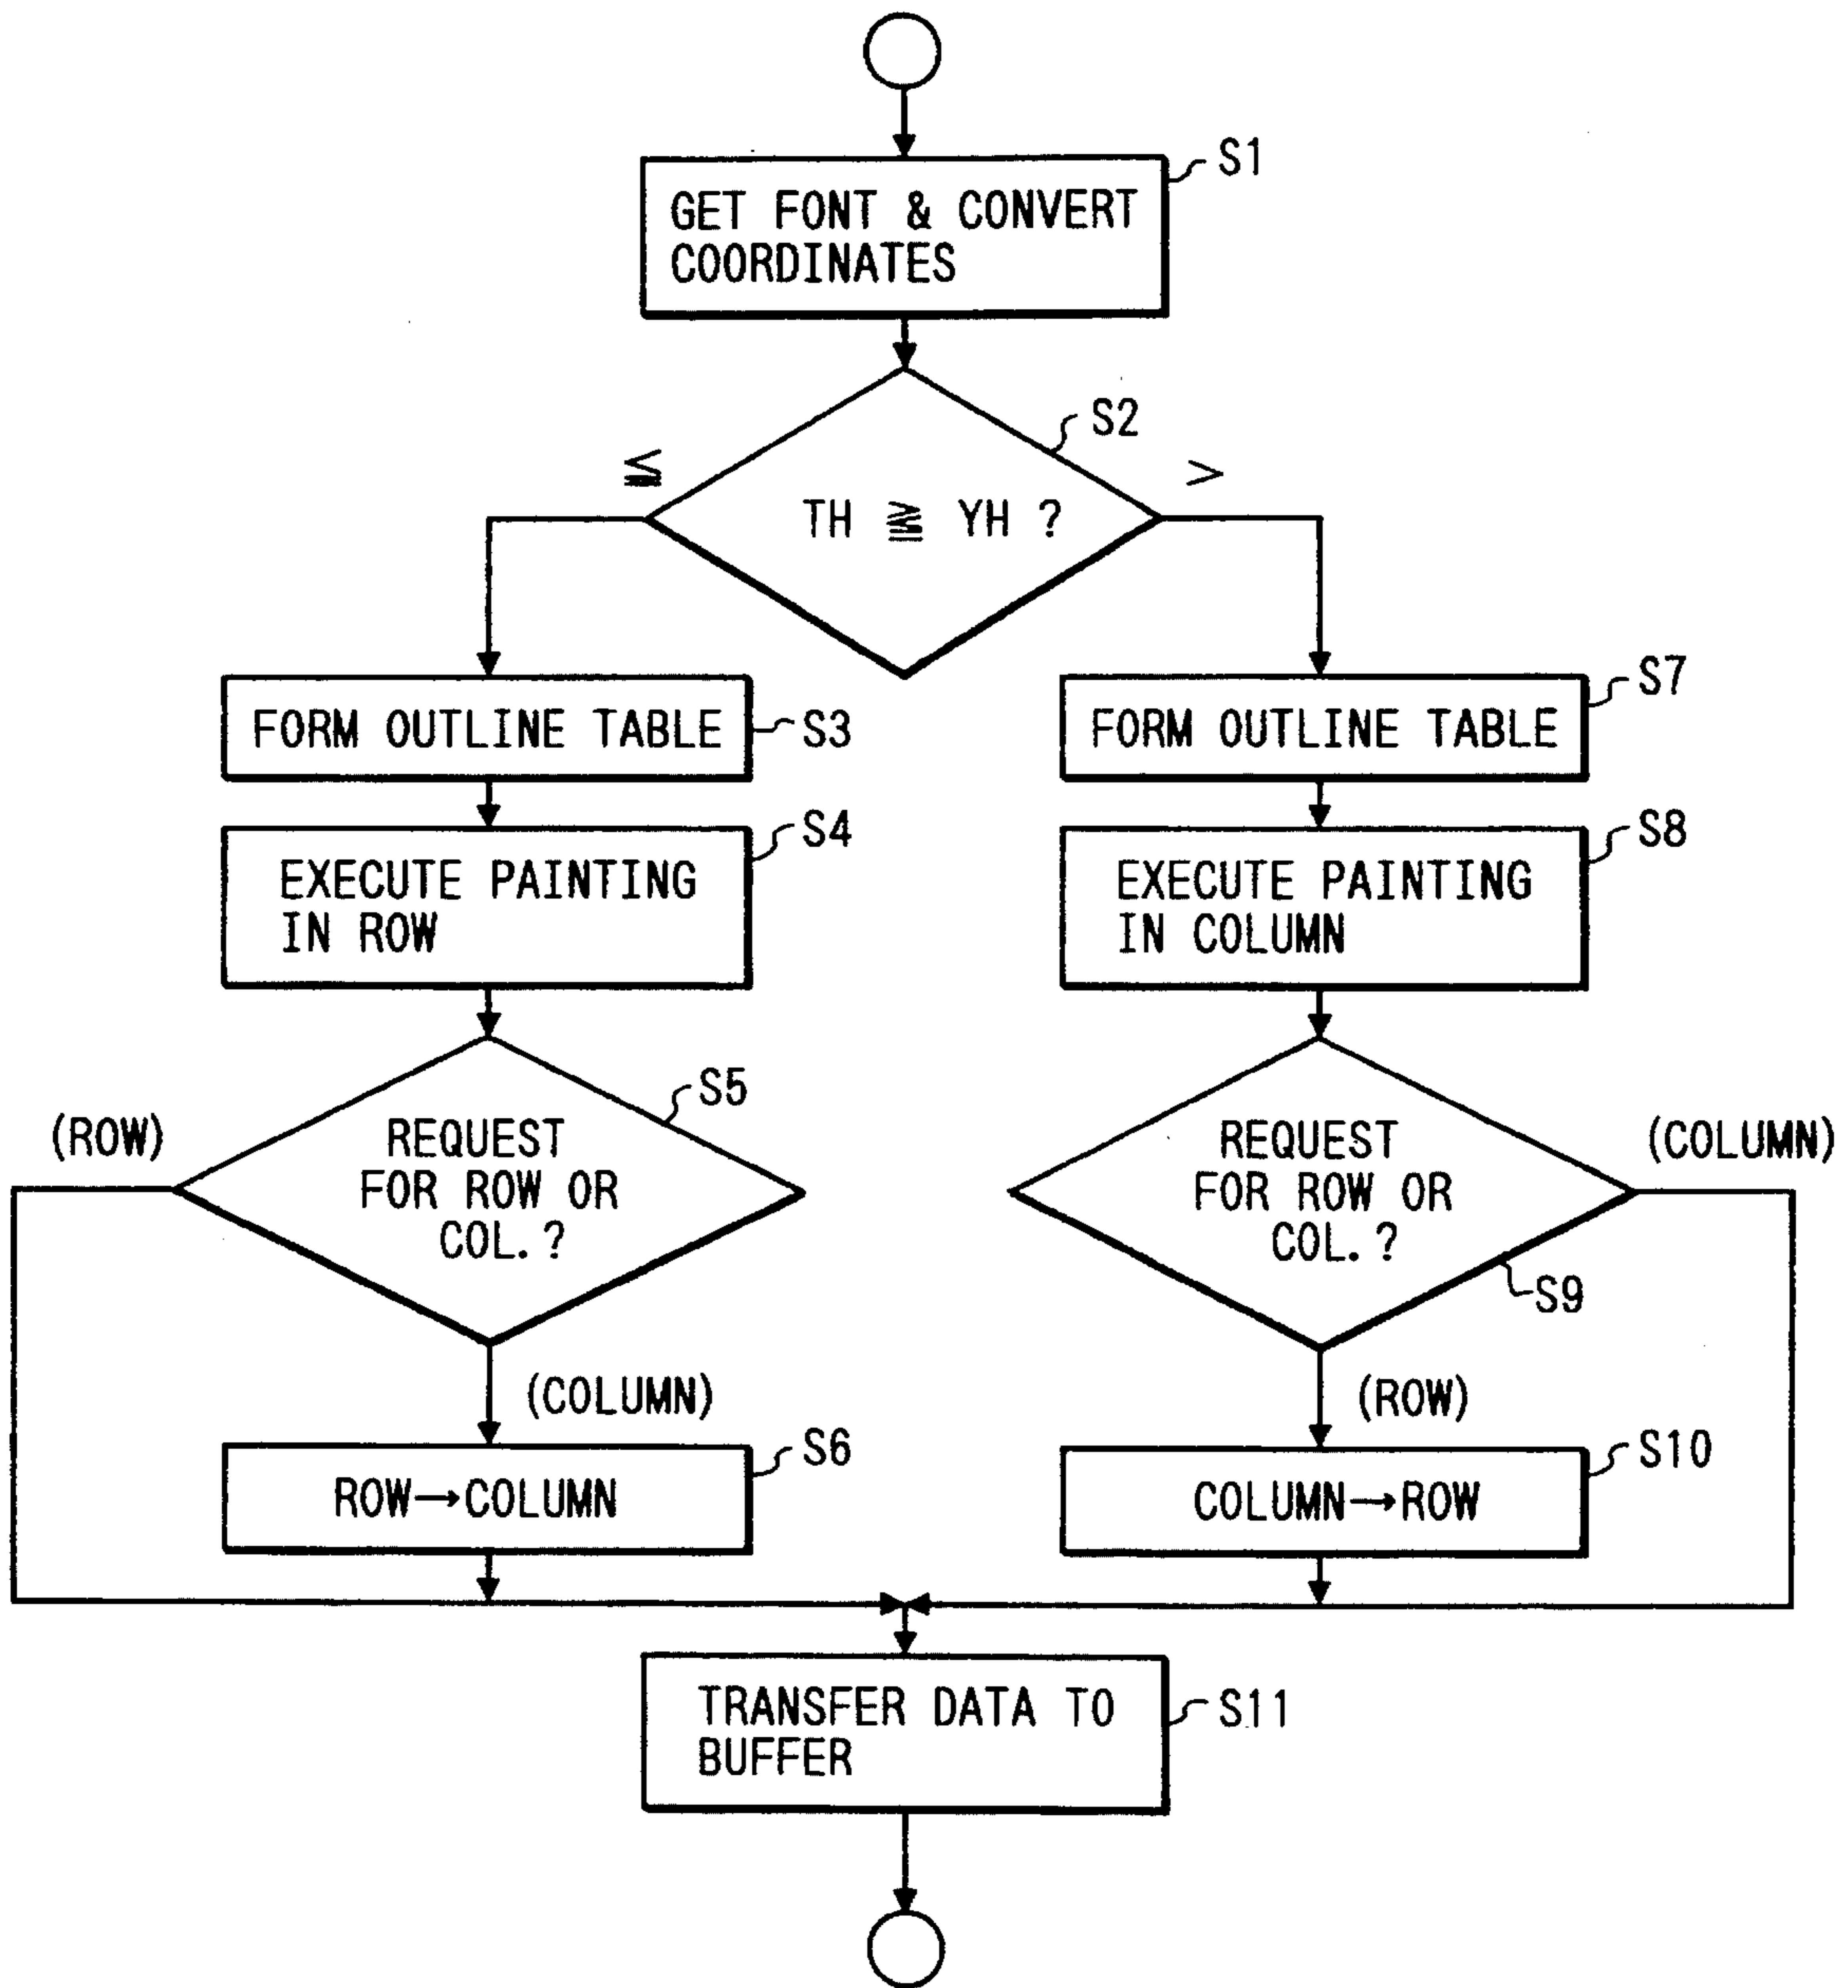 S1
GET FONT & CONVERT
COORDINATES
S2
≦
>
TH ≧ YH ?
S7
FORM OUTLINE TABLE
S3
FORM OUTLINE TABLE
S4
S8
EXECUTE PAINTING
IN ROW
EXECUTE PAINTING
IN COLUMN
S5
(ROW)
REQUEST
FOR ROW OR
COL. ?
(COLUMN)
REQUEST
FOR ROW OR
COL. ?
S9
(COLUMN)
(ROW)
S6
S10
ROW→COLUMN
COLUMN→ROW
TRANSFER DATA TO
BUFFER
S11